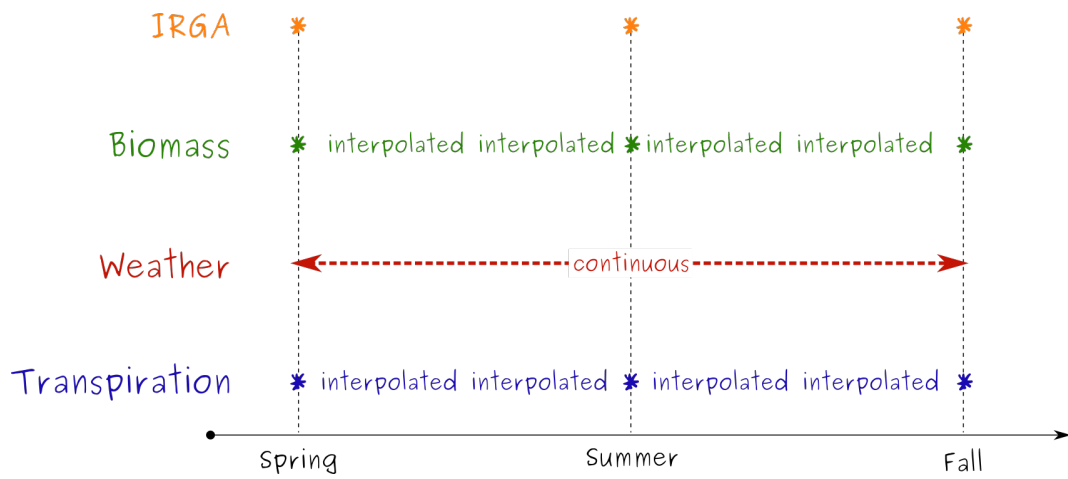 IRGA
Biomass interpolated interpolated interpolated interpolated
Weather continuous
Transpiration interpolated interpolated interpolated interpolated
Spring Summer Fall